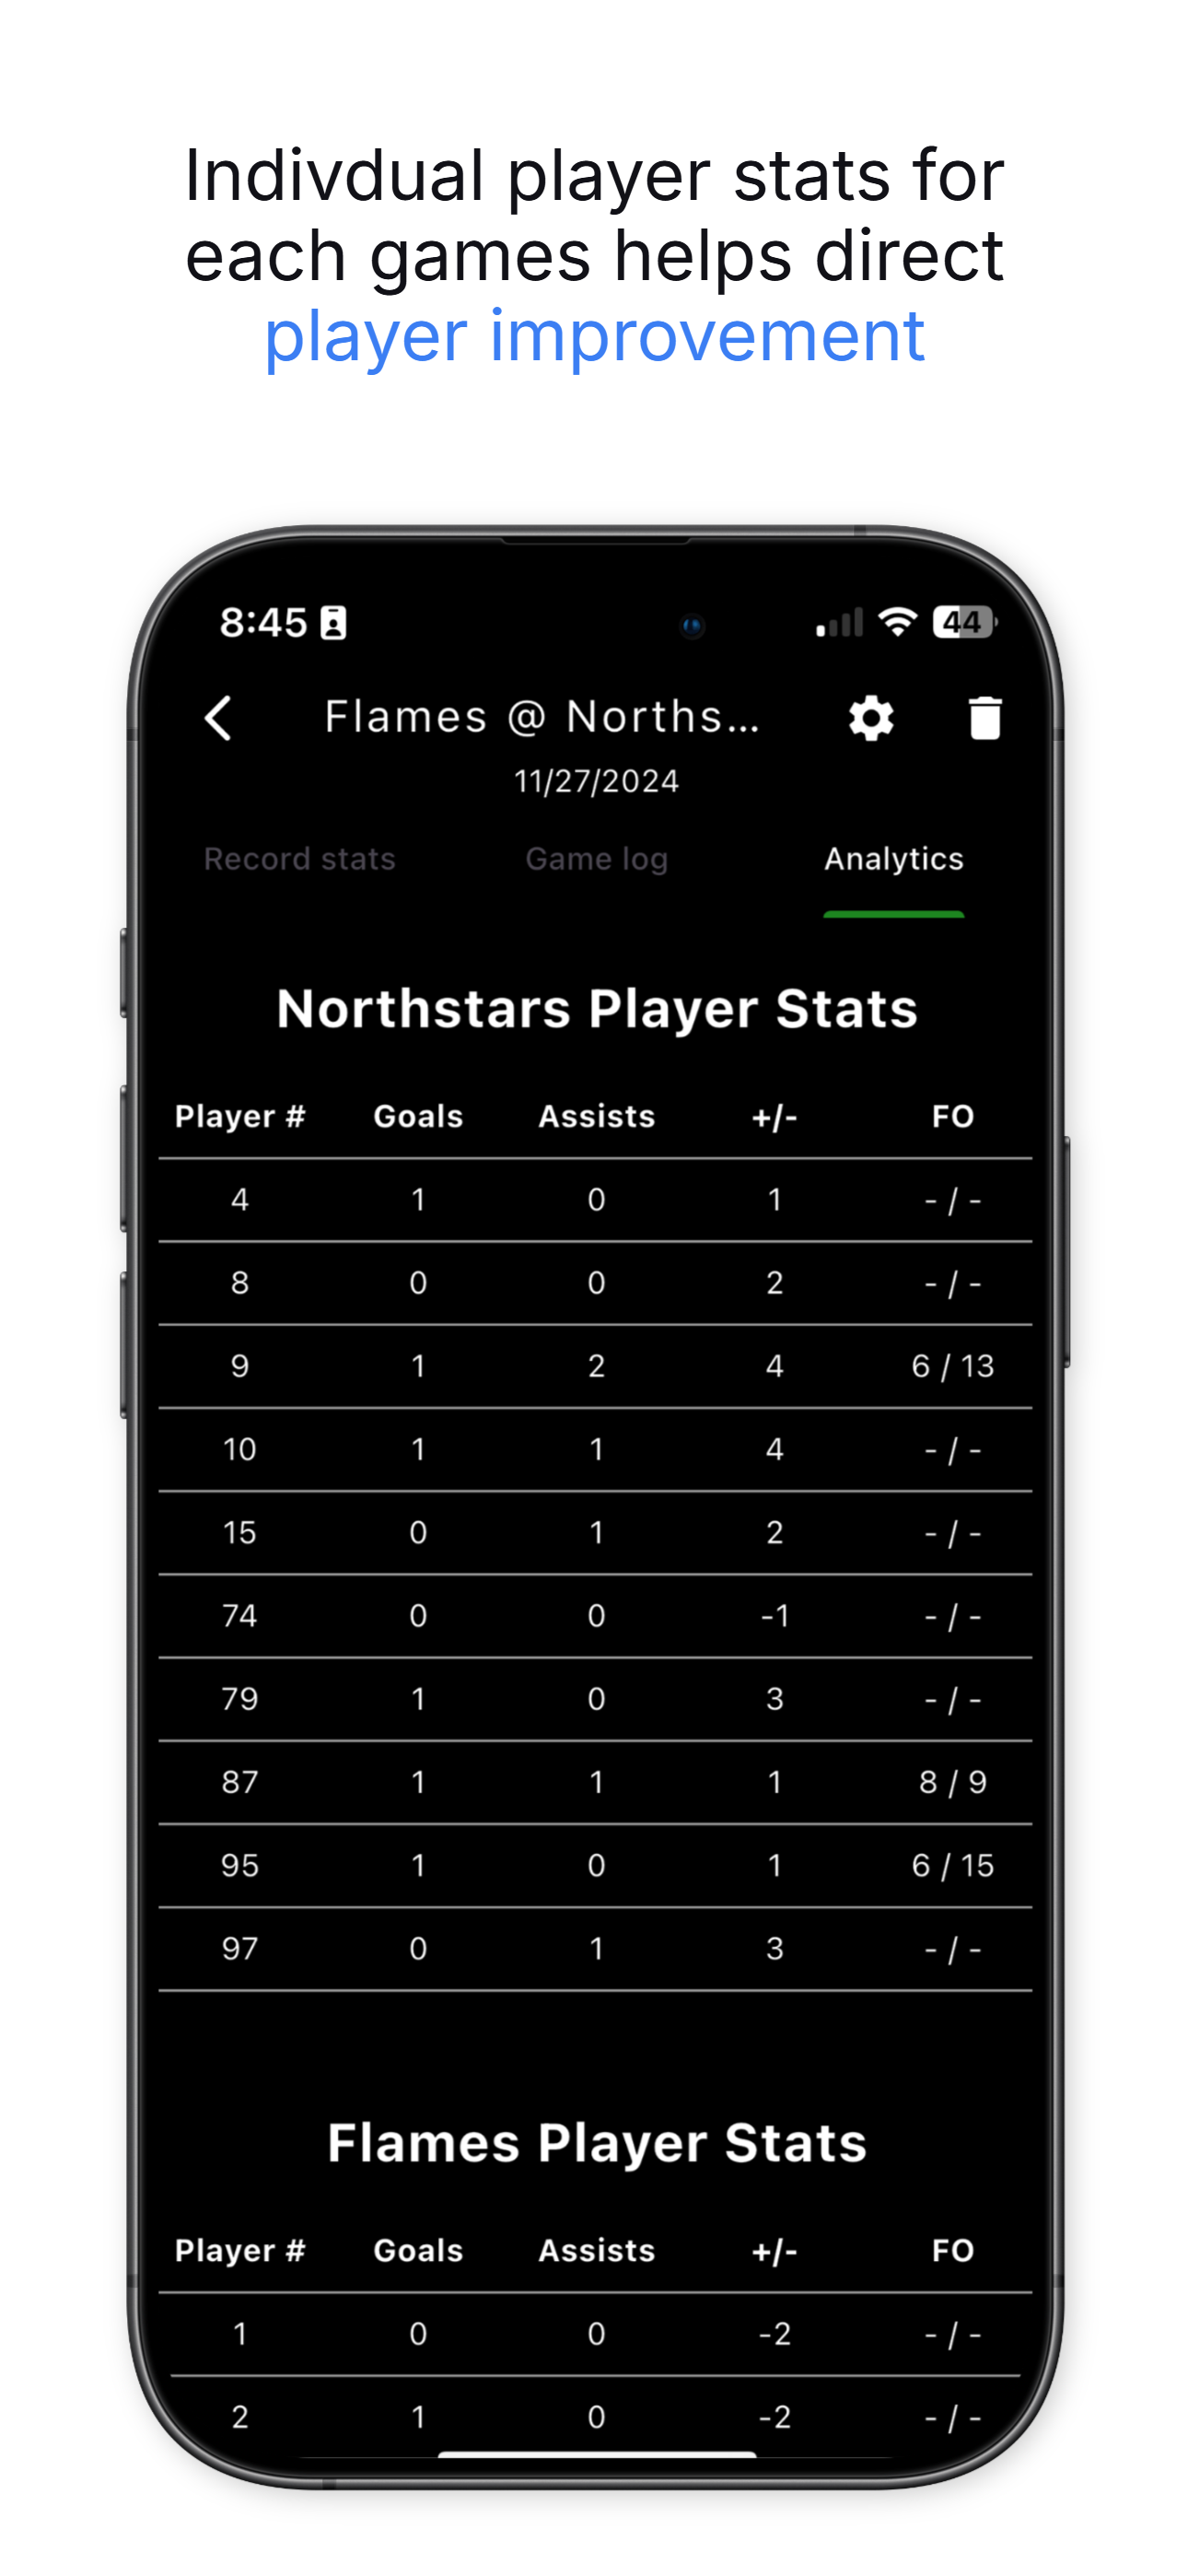 Indivdual player stats for
each games helps direct
player improvement
8:45 44
Flames @ Norths...
11/27/2024
Record stats Game log Analytics
Northstars Player Stats
Player # Goals Assists +/- FO
4 1 0 1 - / -
8 0 0 2 - / -
9 1 2 4 6 / 13
10 1 1 4 - / -
15 0 1 2 - / -
74 0 0 -1 - / -
79 1 0 3 - / -
87 1 1 1 8 / 9
95 1 0 1 6 / 15
97 0 1 3 - / -
Flames Player Stats
Player # Goals Assists +/- FO
1 0 0 -2 - / -
2 1 0 -2 - / -